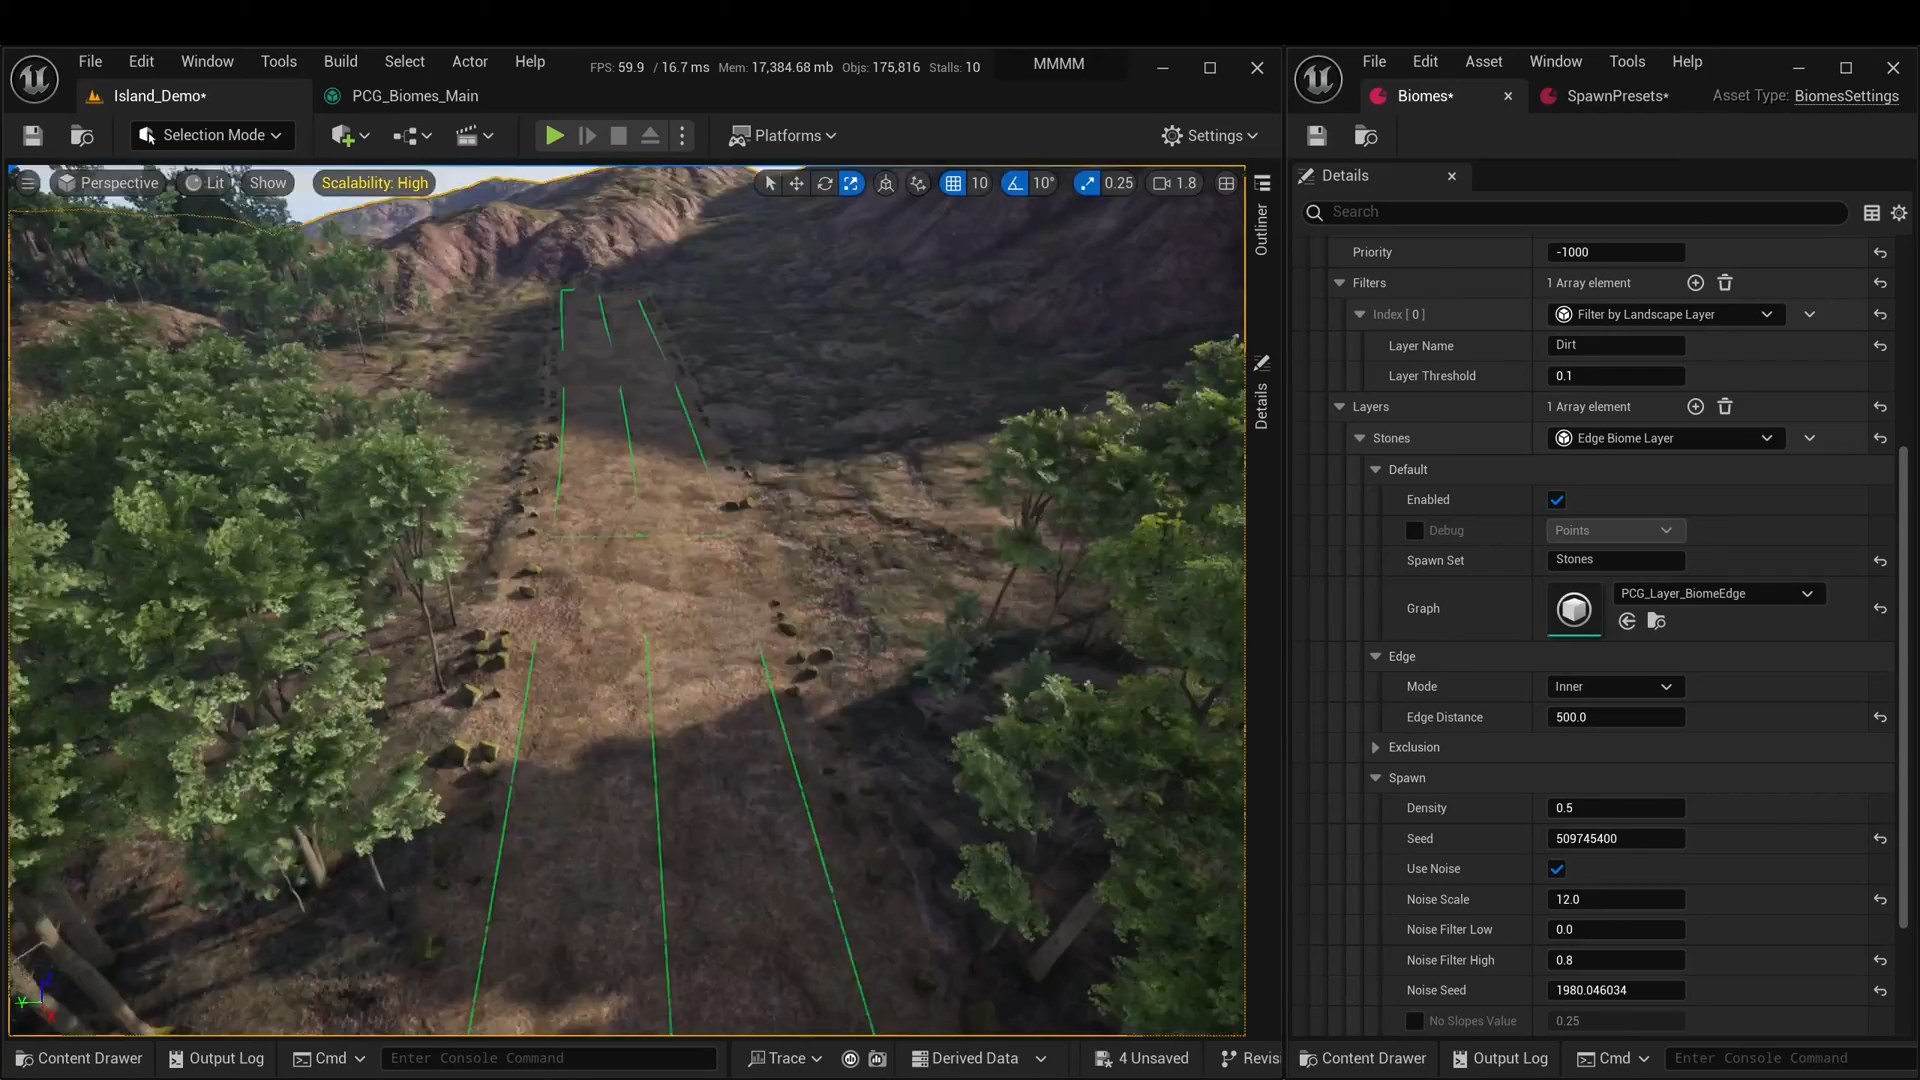 File Edit Window Tools Build Select Actor Help
FPS: 59.9 / 16.7 ms Mem: 17,384.68 mb Objs: 175,816 Stalls: 10
MMMM
Island_Demo*
PCG_Biomes_Main
Selection Mode
Platforms
Settings
Perspective
Lit
Show
Scalability: High
10
10°
0.25
1.8
Outliner
Details
Y
Z
X
Content Drawer
Output Log
Cmd
Enter Console Command
Trace
Derived Data
4 Unsaved
Revisi
File Edit Asset Window Tools Help
Biomes*
SpawnPresets*
Asset Type: BiomesSettings
Details
Search
Priority -1000
Filters 1 Array element
Index [ 0 ] Filter by Landscape Layer
Layer Name Dirt
Layer Threshold 0.1
Layers 1 Array element
Stones Edge Biome Layer
Default
Enabled
Debug Points
Spawn Set Stones
Graph PCG_Layer_BiomeEdge
Edge
Mode Inner
Edge Distance 500.0
Exclusion
Spawn
Density 0.5
Seed 509745400
Use Noise
Noise Scale 12.0
Noise Filter Low 0.0
Noise Filter High 0.8
Noise Seed 1980.046034
No Slopes Value 0.25
Content Drawer
Output Log
Cmd
Enter Console Command